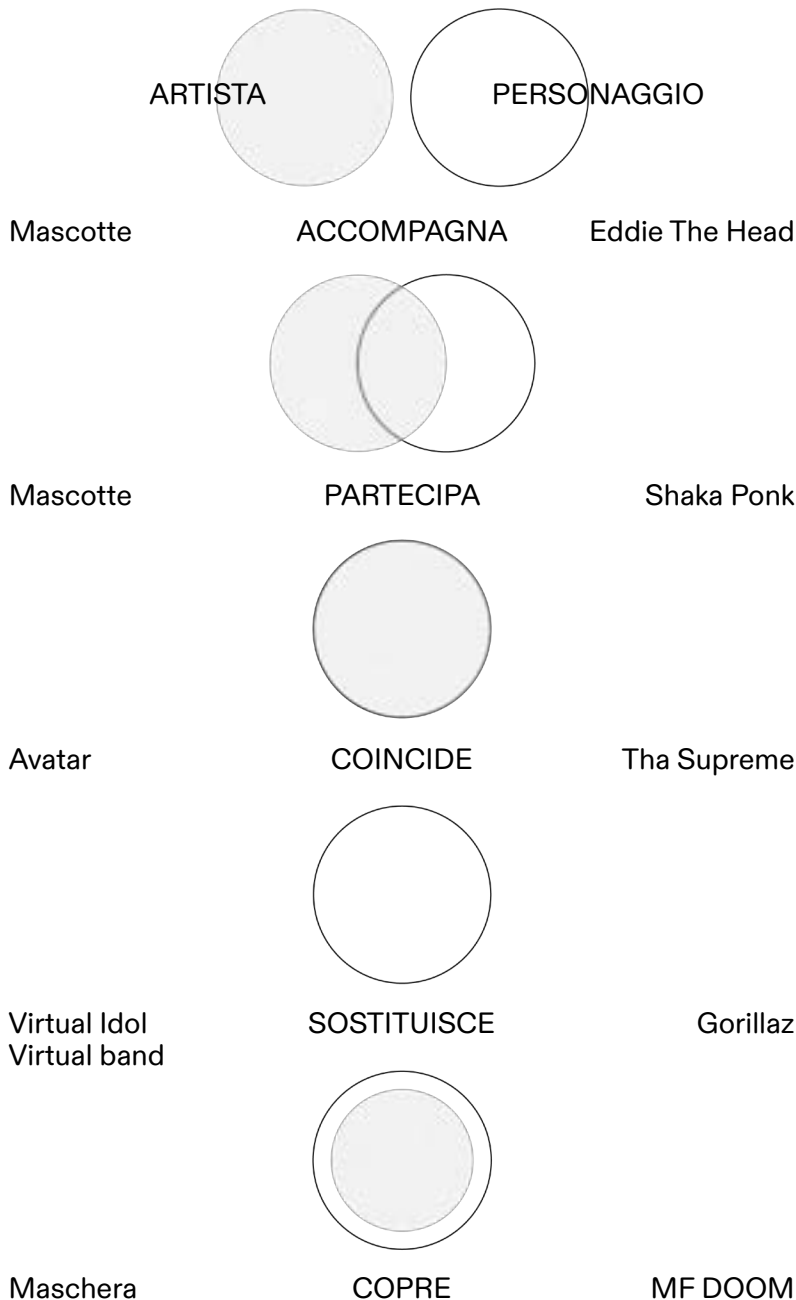 ARTISTA PERSONAGGIO
Mascotte ACCOMPAGNA Eddie The Head
Mascotte PARTECIPA Shaka Ponk
Avatar COINCIDE Tha Supreme
Virtual Idol SOSTITUISCE Gorillaz
Virtual band
Maschera COPRE MF DOOM